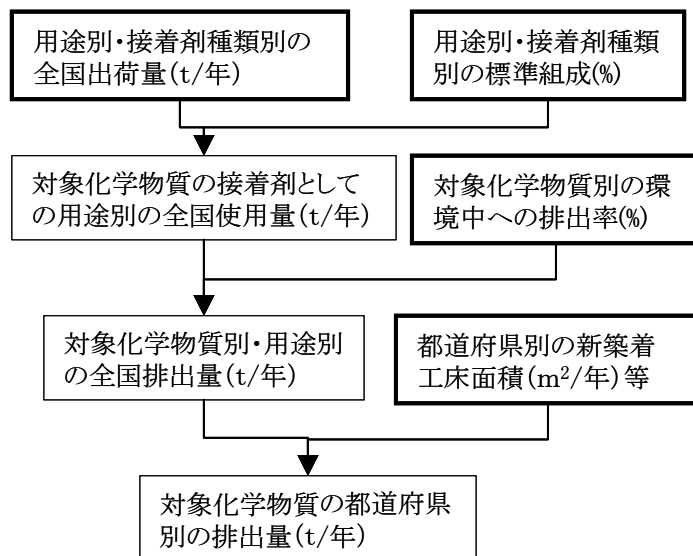 用途別・接着剤種類別の
全国出荷量(t/年)
用途別・接着剤種類
別の標準組成(%)
対象化学物質の接着剤として
の用途別の全国使用量(t/年)
対象化学物質別の環
境中への排出率(%)
対象化学物質別・用途別
の全国排出量(t/年)
都道府県別の新築着
工床面積(m²/年)等
対象化学物質の都道府県
別の排出量(t/年)